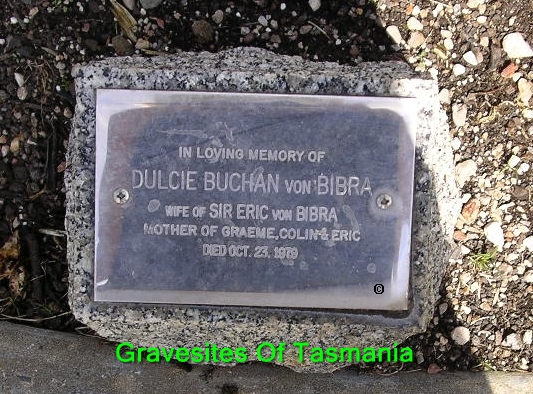 IN LOVING MEMORY OF
DULCIE BUCHAN VON BIBRA
WIFE OF SIR ERIC VON BIBRA
MOTHER OF GRAEME, COLIN & ERIC
DIED OCT. 23. 1979
©
Gravesites Of Tasmania